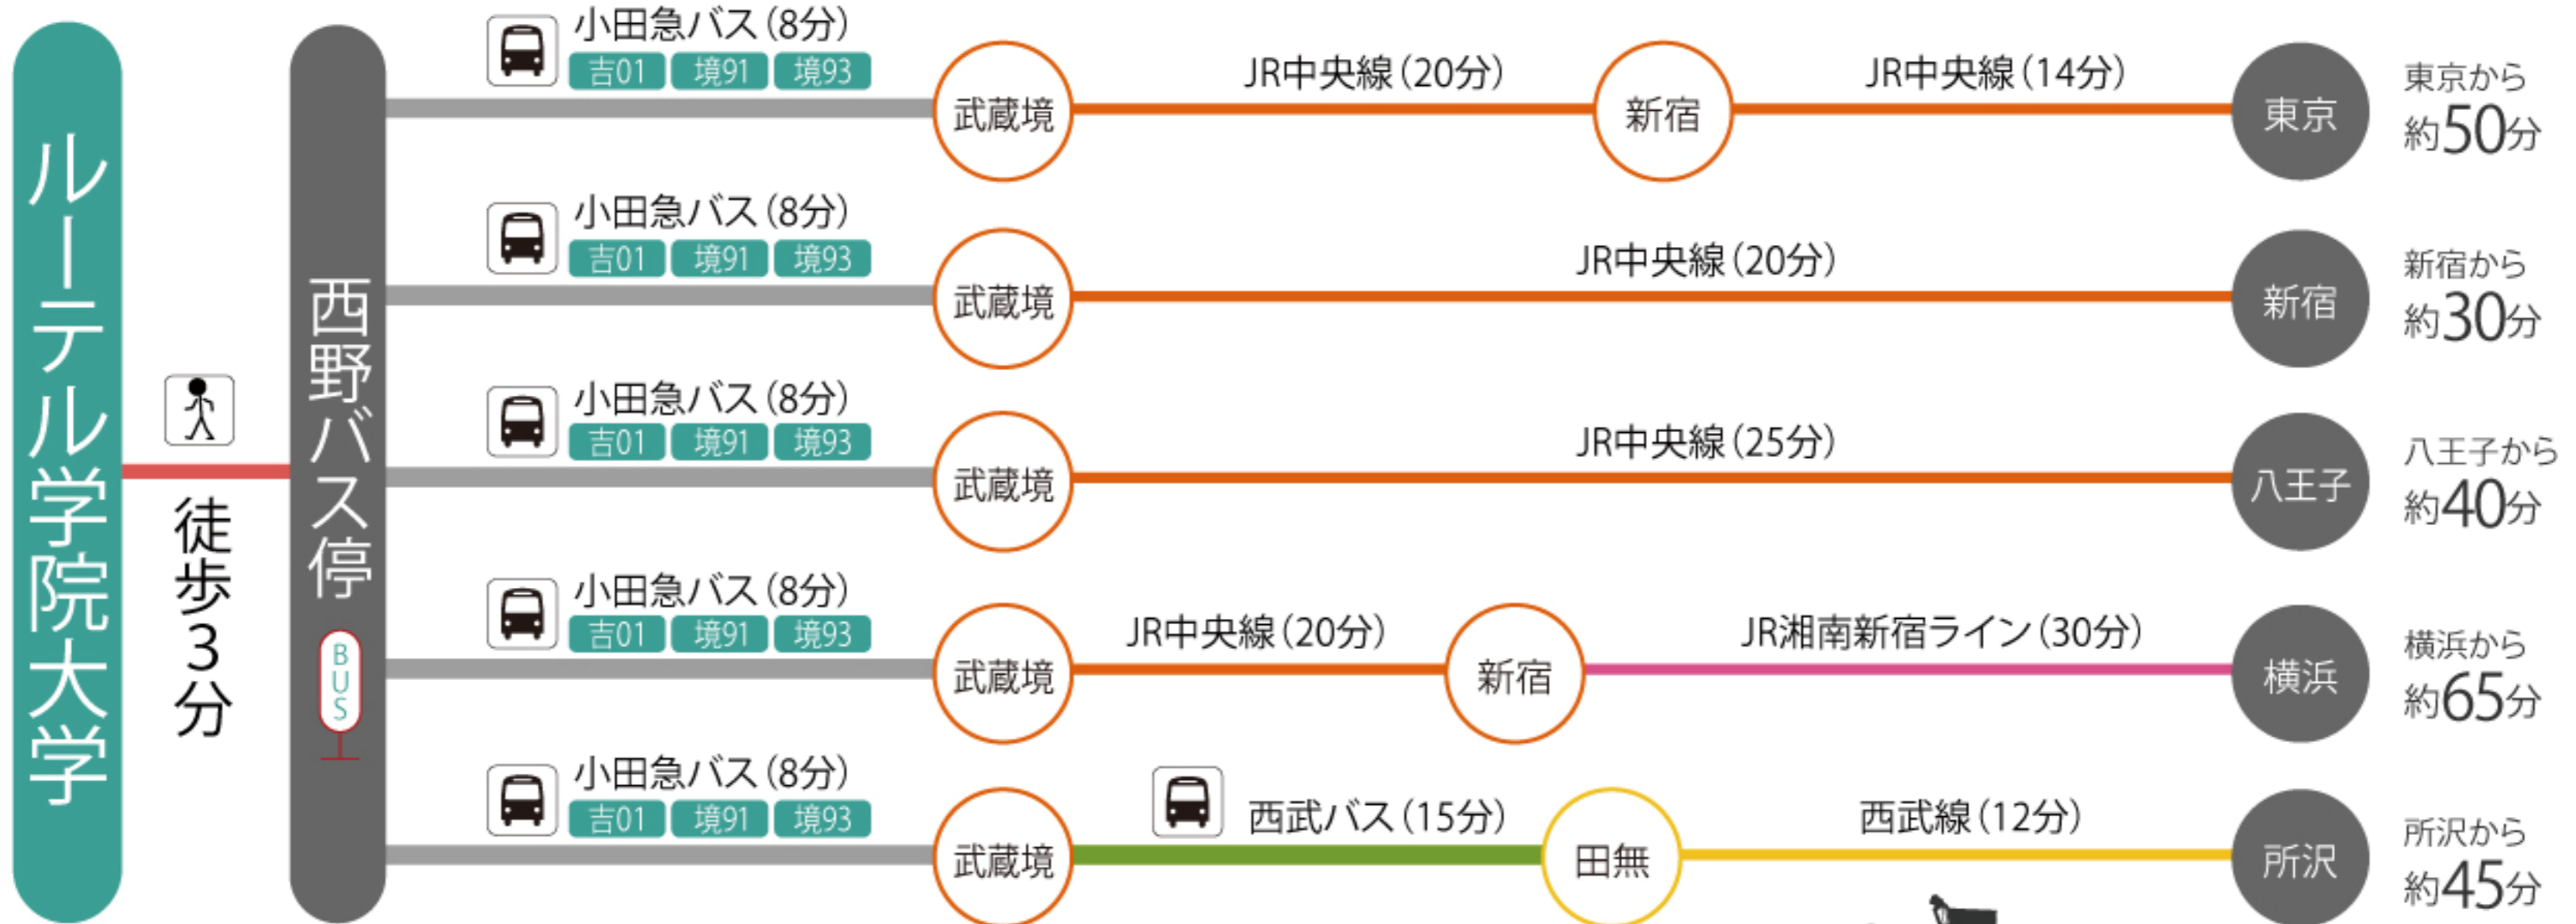 ルーテル学院大学
徒歩3分
西野バス停
BUS
小田急バス(8分)
吉01 境91 境93
武蔵境
JR中央線(20分)
新宿
JR中央線(14分)
東京
東京から
約50分
小田急バス(8分)
吉01 境91 境93
武蔵境
JR中央線(20分)
新宿
新宿から
約30分
小田急バス(8分)
吉01 境91 境93
武蔵境
JR中央線(25分)
八王子
八王子から
約40分
小田急バス(8分)
吉01 境91 境93
武蔵境
JR中央線(20分)
新宿
JR湘南新宿ライン(30分)
横浜
横浜から
約65分
小田急バス(8分)
吉01 境91 境93
武蔵境
西武バス(15分)
田無
西武線(12分)
所沢
所沢から
約45分